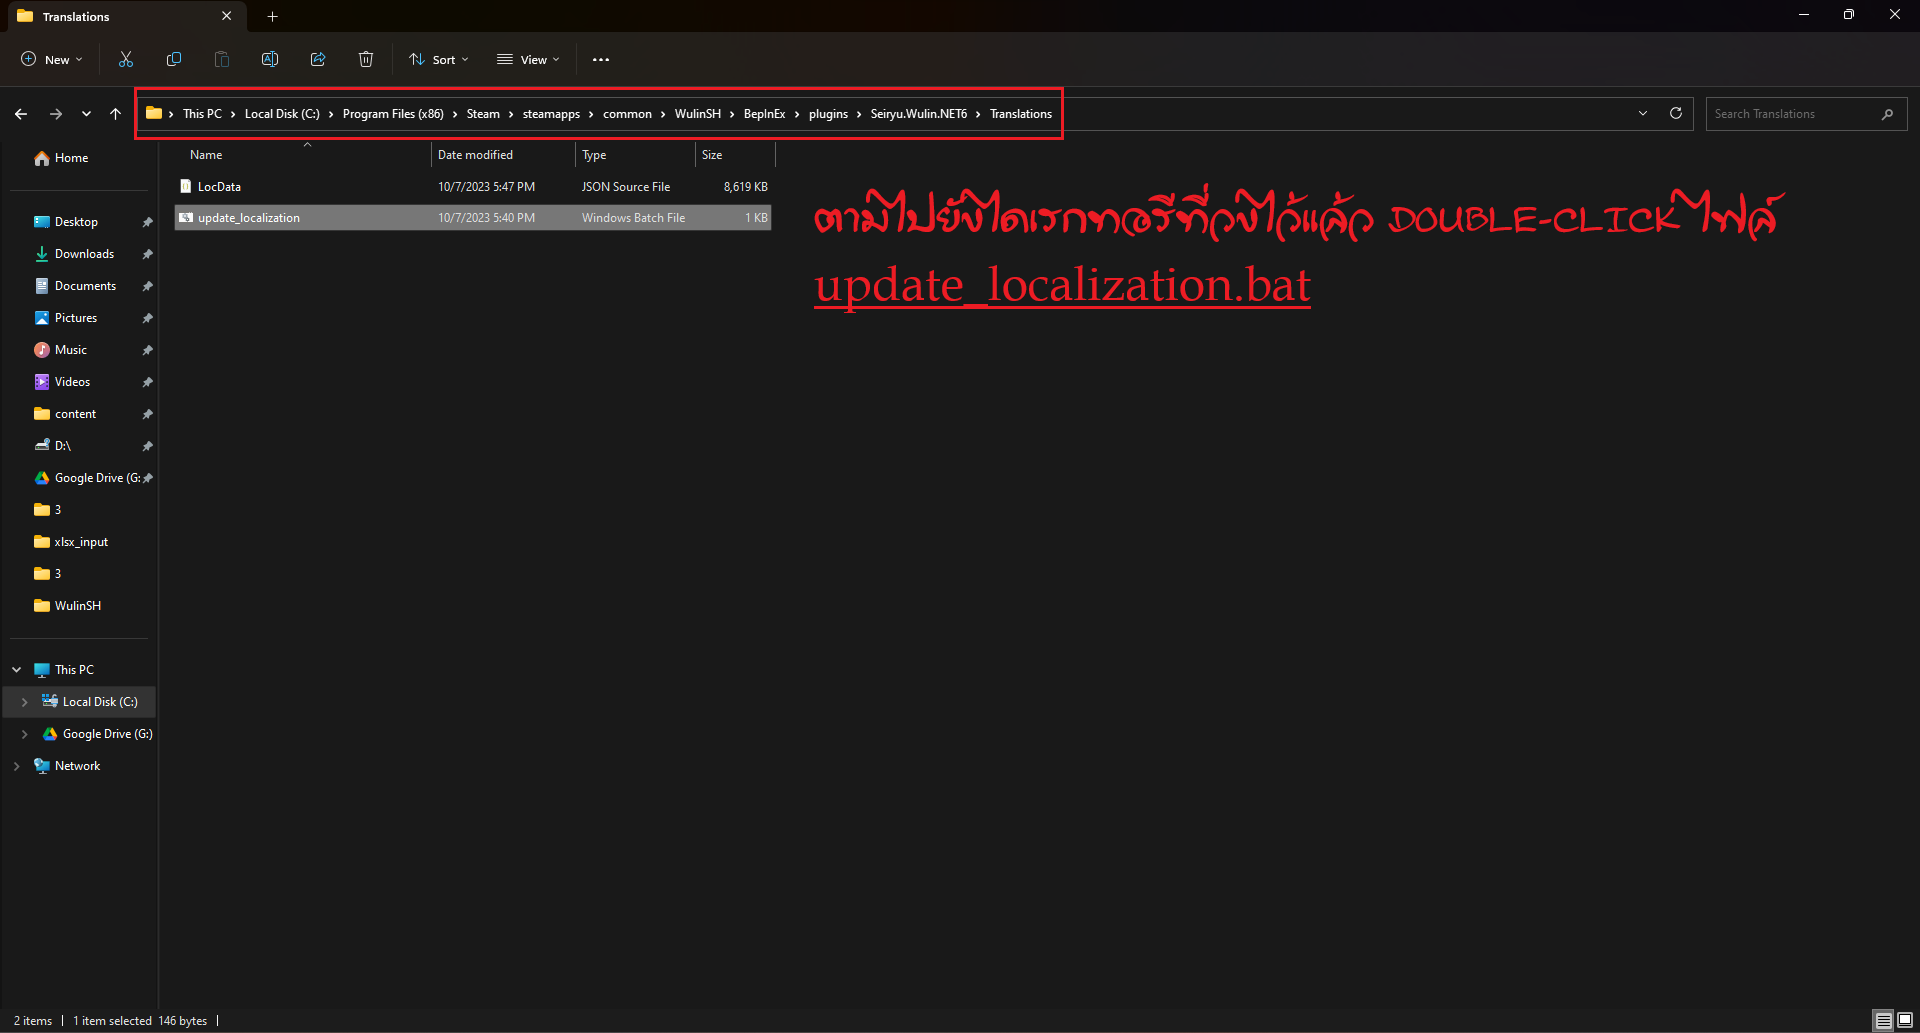 Translations
New
Sort
View
This PC > Local Disk (C:) > Program Files (x86) > Steam > steamapps > common > WulinSH > BepInEx > plugins > Seiryu.Wulin.NET6 > Translations
Search Translations
Name Date modified Type Size
LocData 10/7/2023 5:47 PM JSON Source File 8,619 KB
update_localization 10/7/2023 5:40 PM Windows Batch File 1 KB
ตามไปยังไดเรกทอรีที่วงไว้แล้ว DOUBLE-CLICK ไฟล์
update_localization.bat
Home
Desktop
Downloads
Documents
Pictures
Music
Videos
content
D:\
Google Drive (G:
3
xlsx_input
3
WulinSH
This PC
Local Disk (C:)
Google Drive (G:)
Network
2 items | 1 item selected 146 bytes |